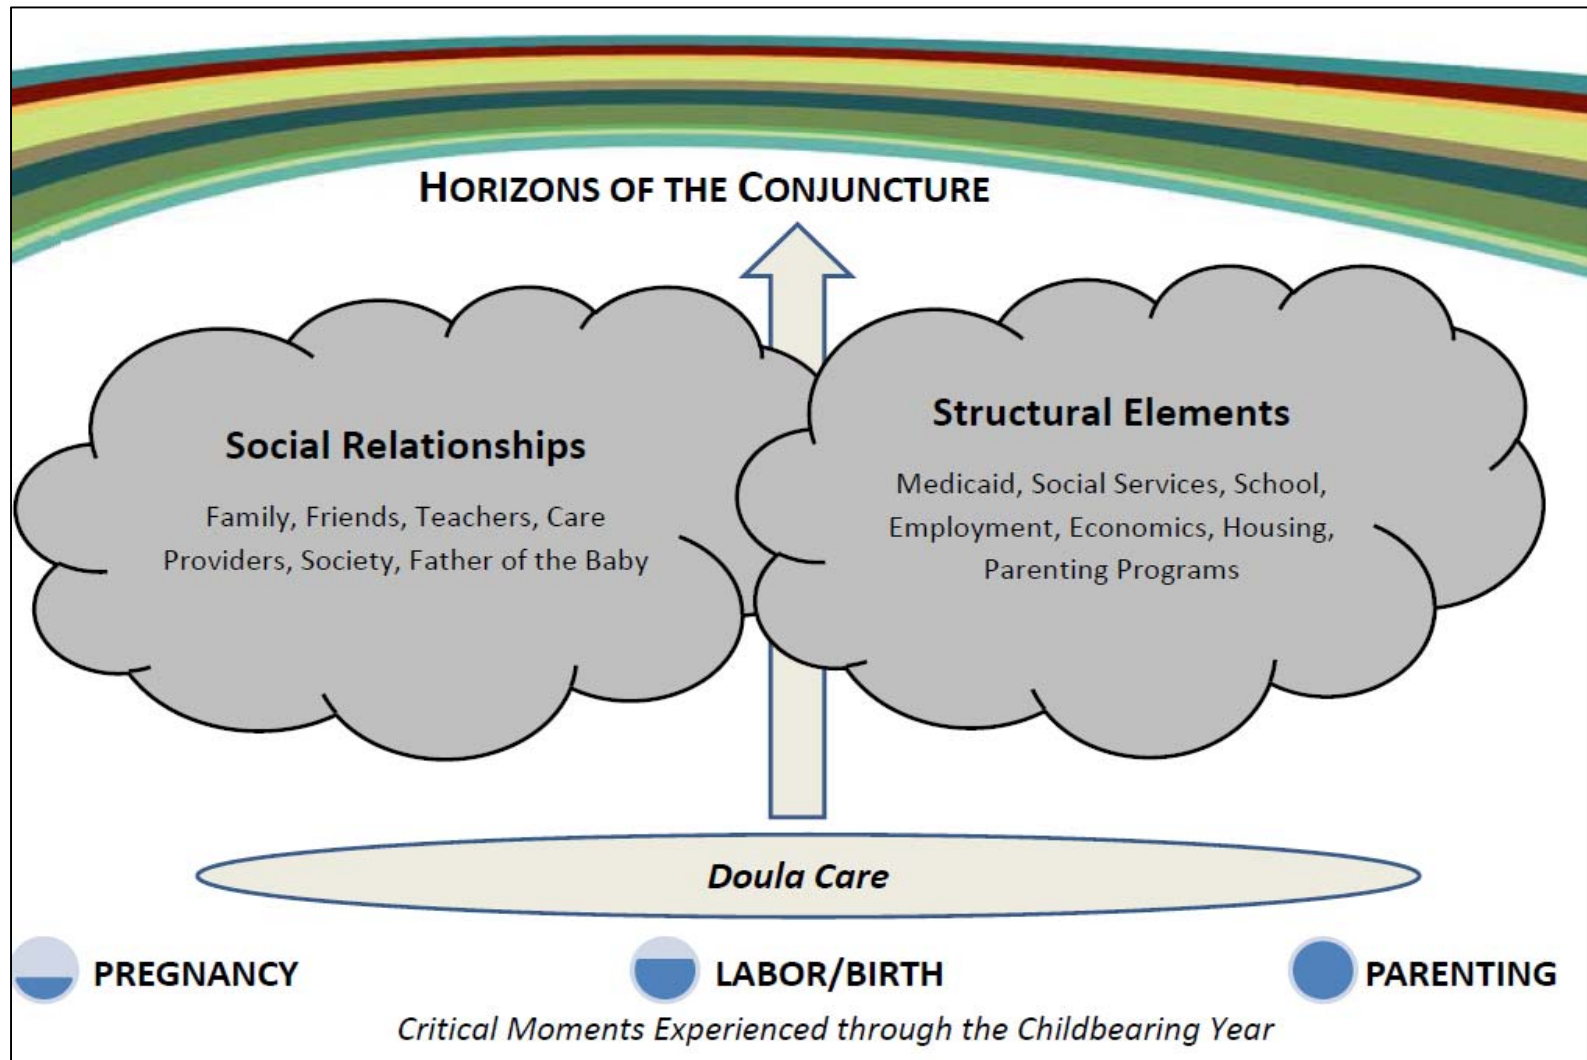 HORIZONS OF THE CONJUNCTURE
Social Relationships
Family, Friends, Teachers, Care
Providers, Society, Father of the Baby
Structural Elements
Medicaid, Social Services, School,
Employment, Economics, Housing,
Parenting Programs
Doula Care
PREGNANCY
LABOR/BIRTH
PARENTING
Critical Moments Experienced through the Childbearing Year